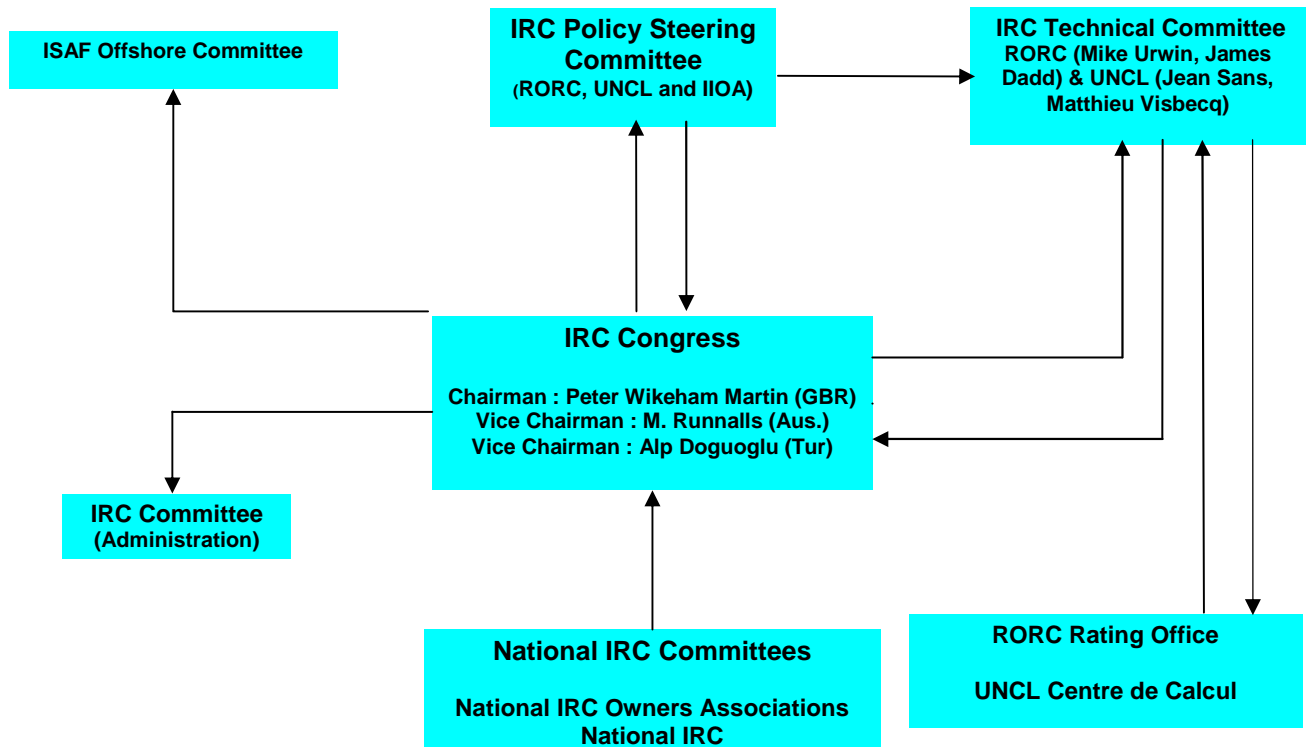 ISAF Offshore Committee
IRC Policy Steering
Committee
(RORC, UNCL and IIOA)
IRC Technical Committee
RORC (Mike Urwin, James
Dadd) & UNCL (Jean Sans,
Matthieu Visbecq)
IRC Congress
Chairman : Peter Wikeham Martin (GBR)
Vice Chairman : M. Runnalls (Aus.)
Vice Chairman : Alp Doguoglu (Tur)
IRC Committee
(Administration)
National IRC Committees
National IRC Owners Associations
National IRC
RORC Rating Office
UNCL Centre de Calcul